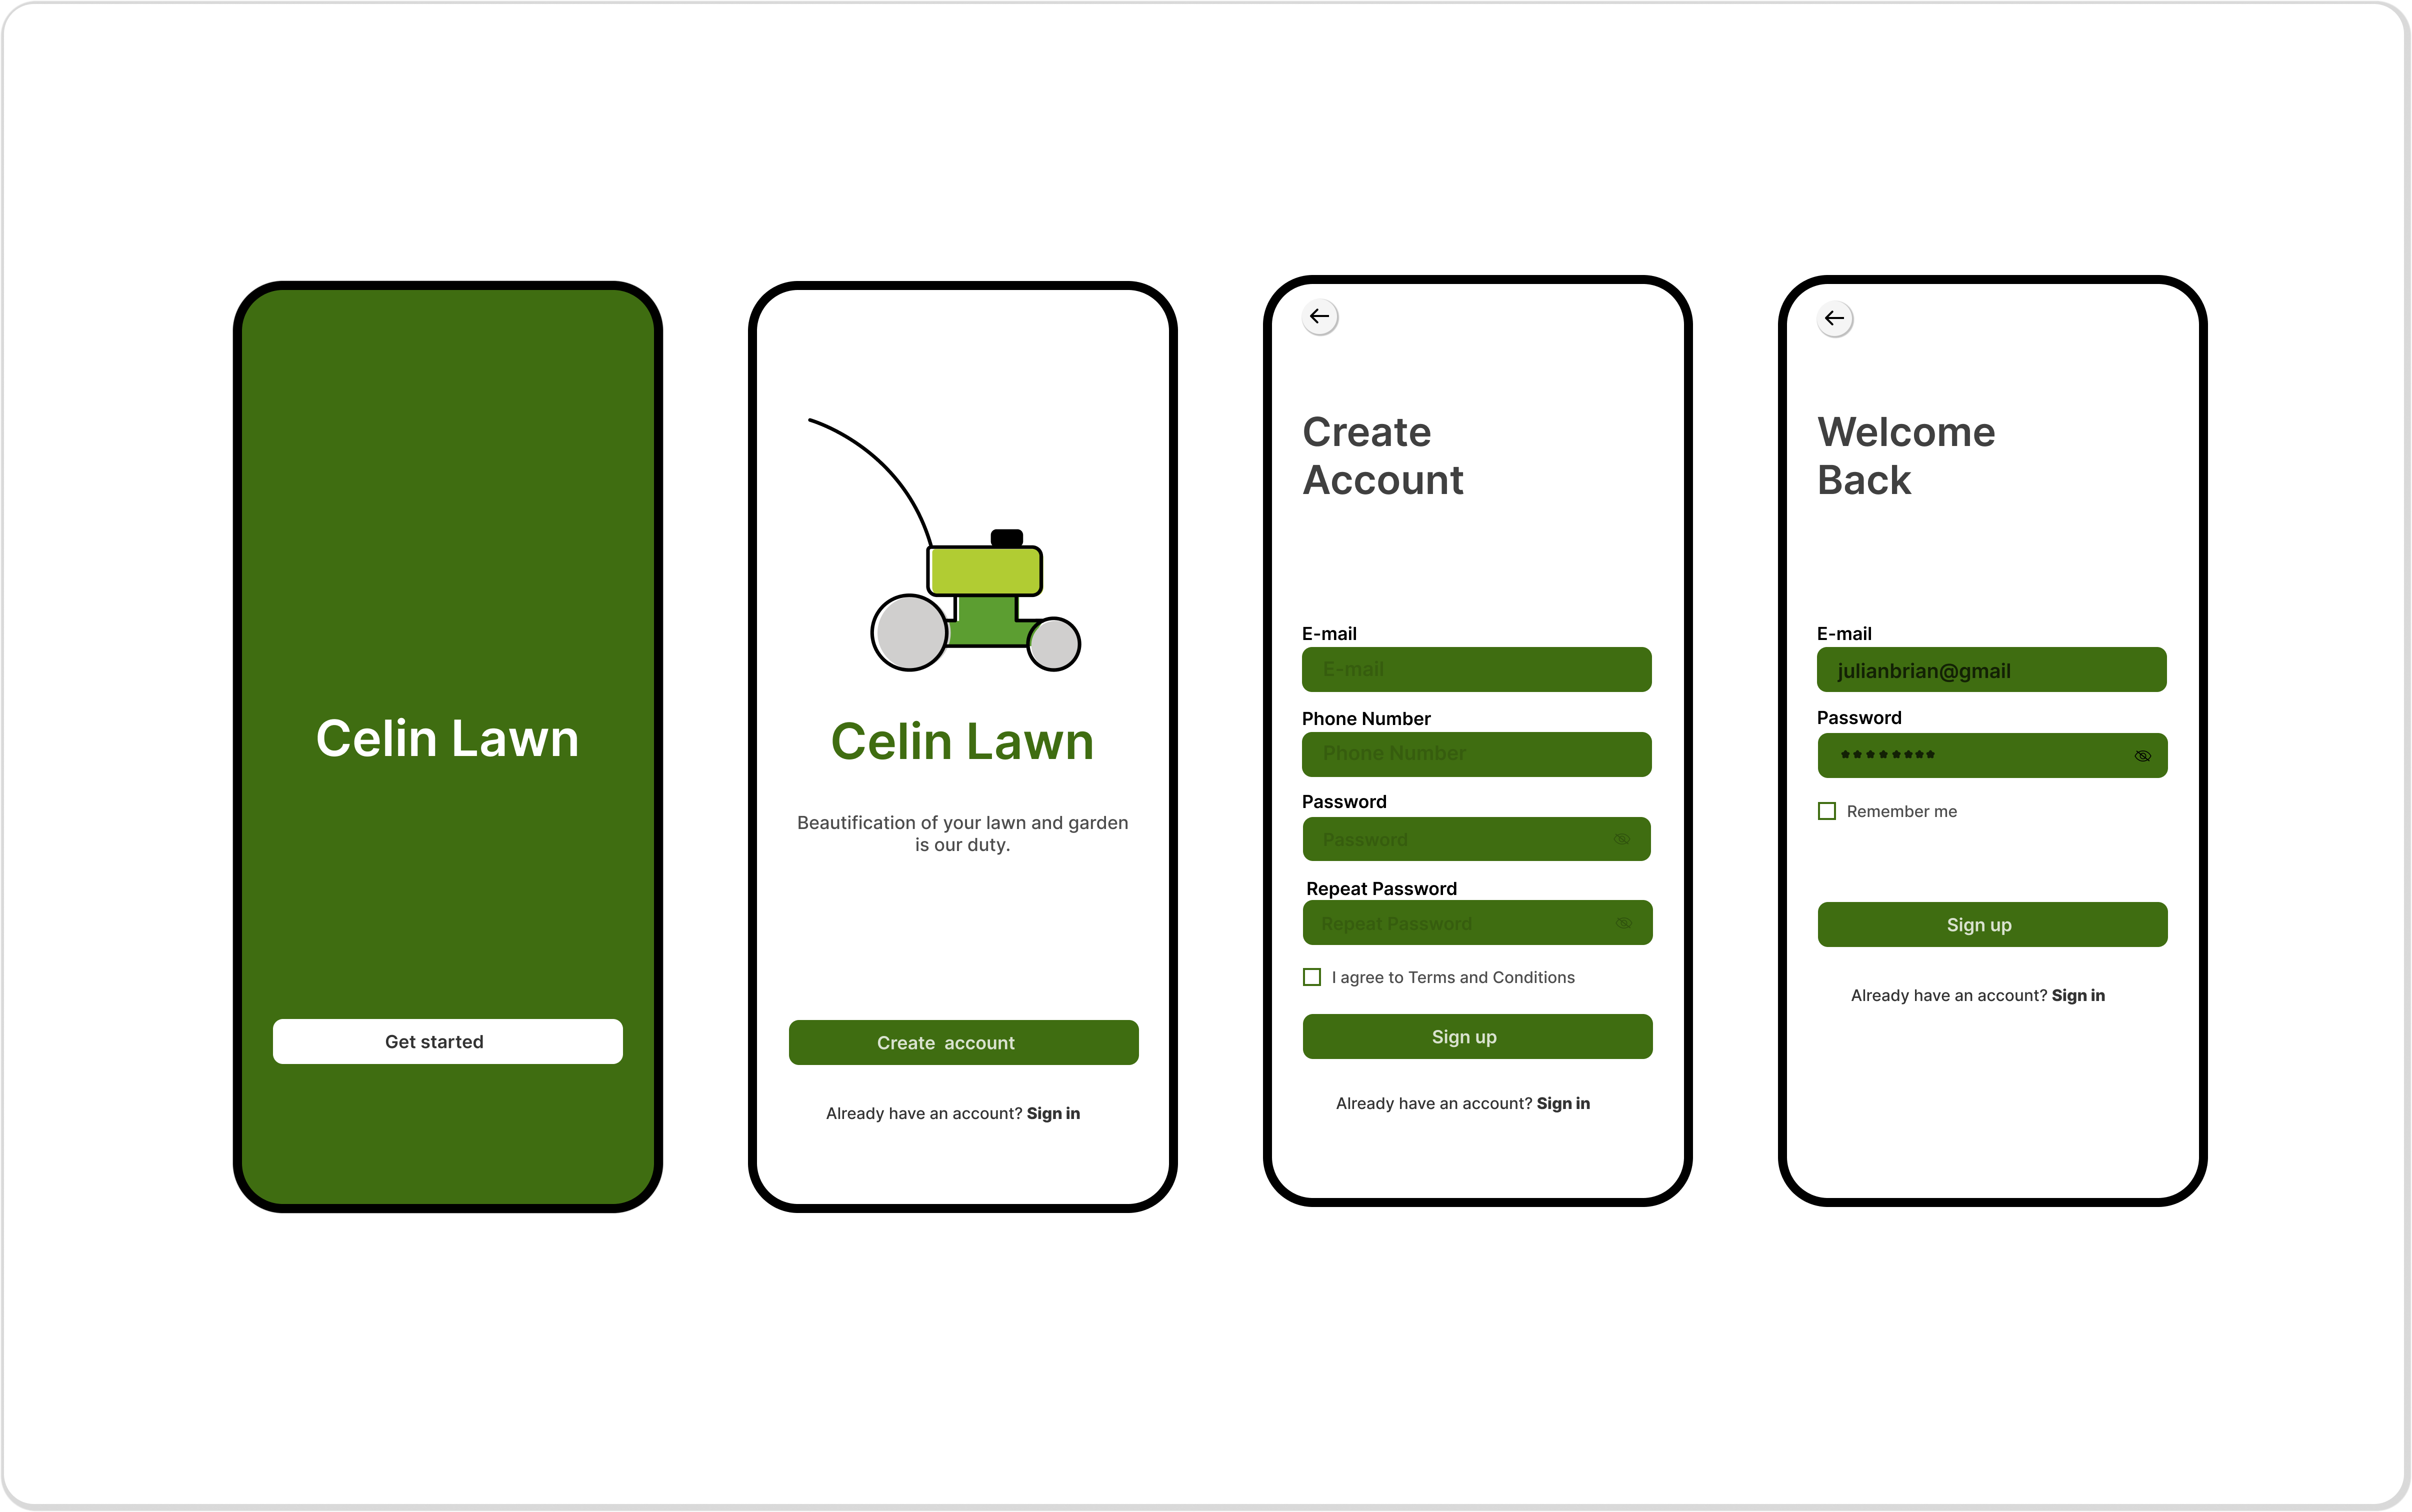 Celin Lawn
Get started
Celin Lawn
Beautification of your lawn and garden
is our duty.
Create account
Already have an account? Sign in
Create
Account
E-mail
E-mail
Phone Number
Phone Number
Password
Password
Repeat Password
Repeat Password
I agree to Terms and Conditions
Sign up
Already have an account? Sign in
Welcome
Back
E-mail
julianbrian@gmail
Password
********
Remember me
Sign up
Already have an account? Sign in